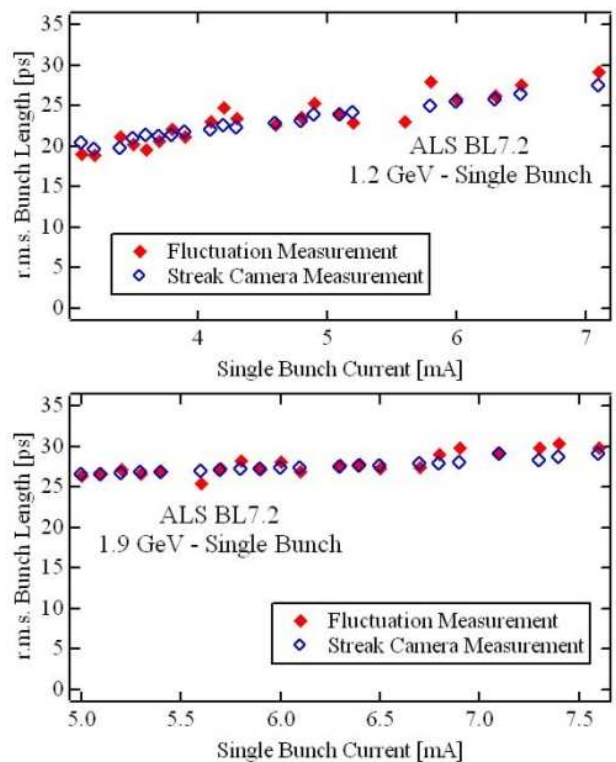 35
30
25
20
15
10
5
0
r.m.s. Bunch Length [ps]
ALS BL7.2
1.2 GeV - Single Bunch
Fluctuation Measurement
Streak Camera Measurement
4 5 6 7
Single Bunch Current [mA]
35
30
25
20
15
10
5
0
r.m.s. Bunch Length [ps]
ALS BL7.2
1.9 GeV - Single Bunch
Fluctuation Measurement
Streak Camera Measurement
5.0 5.5 6.0 6.5 7.0 7.5
Single Bunch Current [mA]